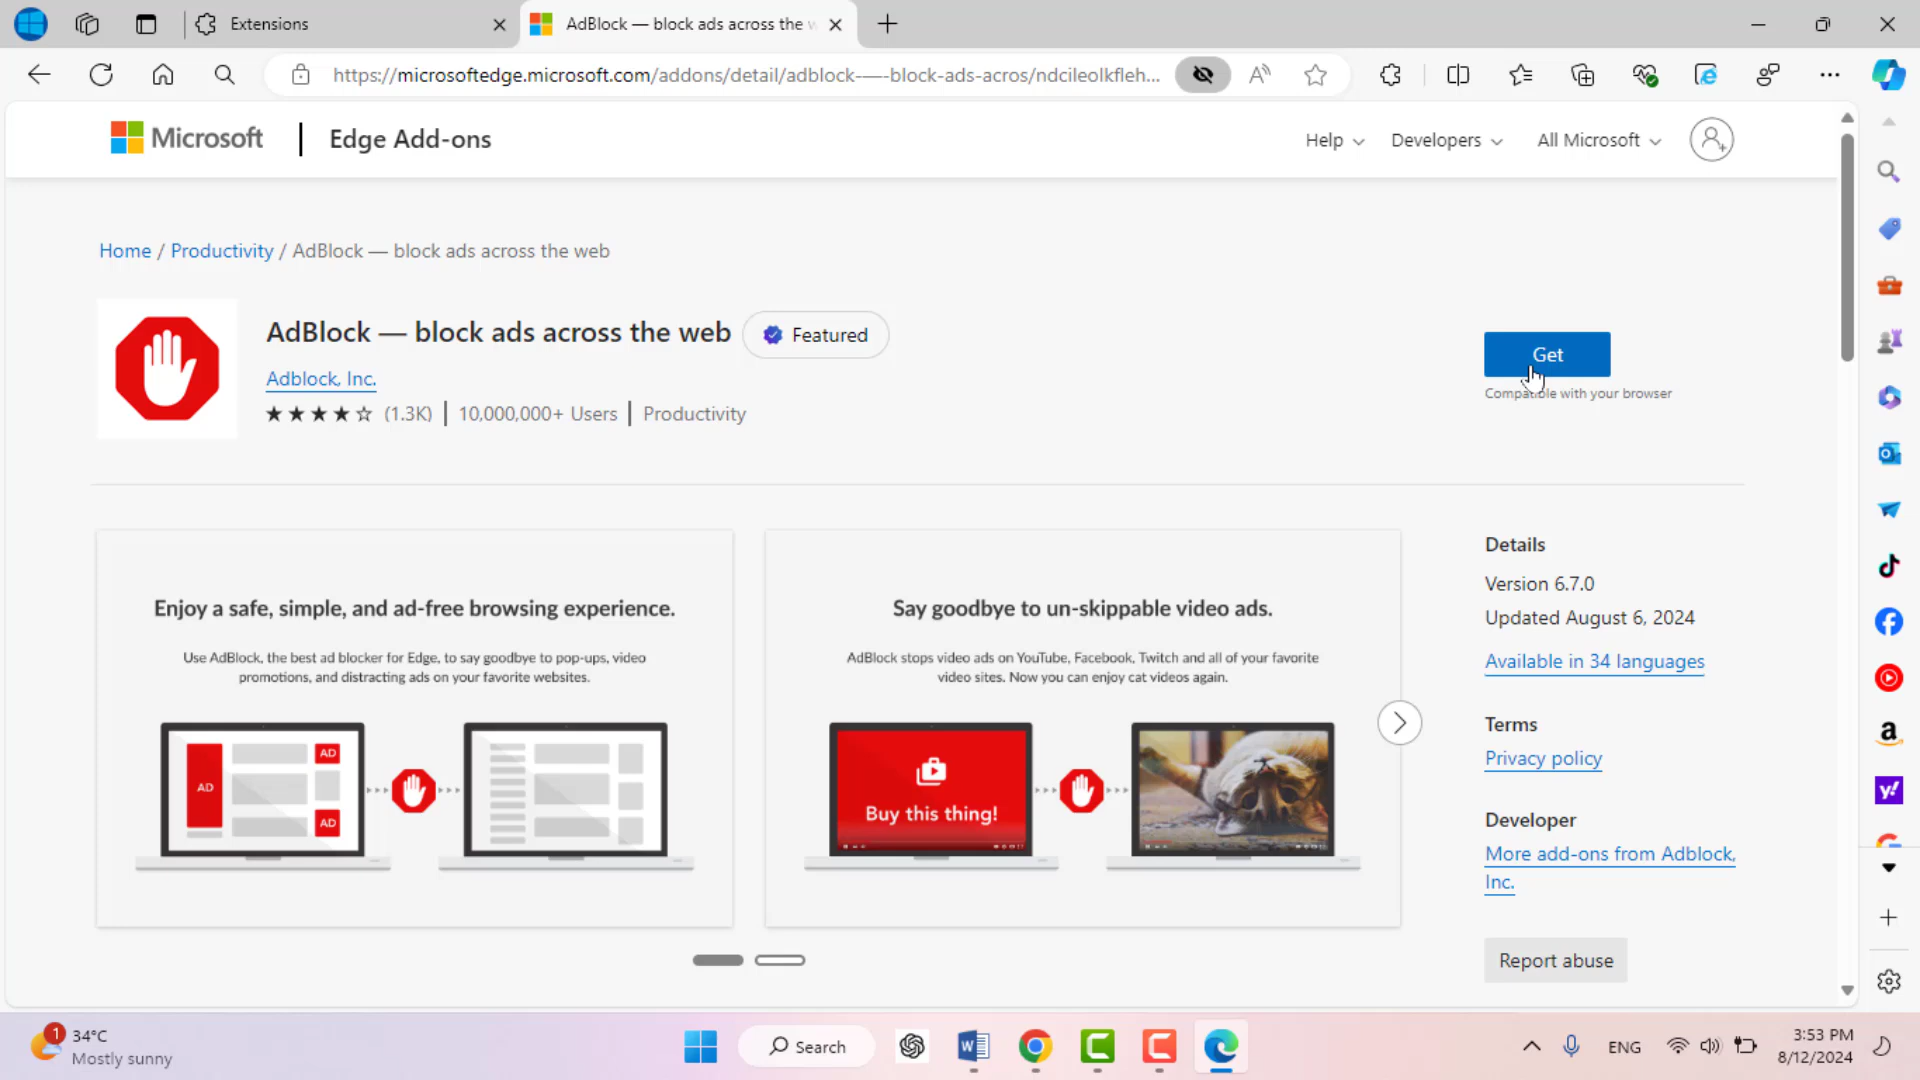 Extensions
AdBlock — block ads across the w
https://microsoftedge.microsoft.com/addons/detail/adblock-—-block-ads-acros/ndcileolkfleh...
Microsoft
Edge Add-ons
Help
Developers
All Microsoft
Home / Productivity / AdBlock — block ads across the web
AdBlock — block ads across the web
Featured
Adblock, Inc.
(1.3K) | 10,000,000+ Users | Productivity
Get
Compatible with your browser
Enjoy a safe, simple, and ad-free browsing experience.
Use AdBlock, the best ad blocker for Edge, to say goodbye to pop-ups, video
promotions, and distracting ads on your favorite websites.
AD
AD
AD
Say goodbye to un-skippable video ads.
AdBlock stops video ads on YouTube, Facebook, Twitch and all of your favorite
video sites. Now you can enjoy cat videos again.
Buy this thing!
Details
Version 6.7.0
Updated August 6, 2024
Available in 34 languages
Terms
Privacy policy
Developer
More add-ons from Adblock,
Inc.
Report abuse
1
34°C
Mostly sunny
Search
ENG
3:53 PM
8/12/2024